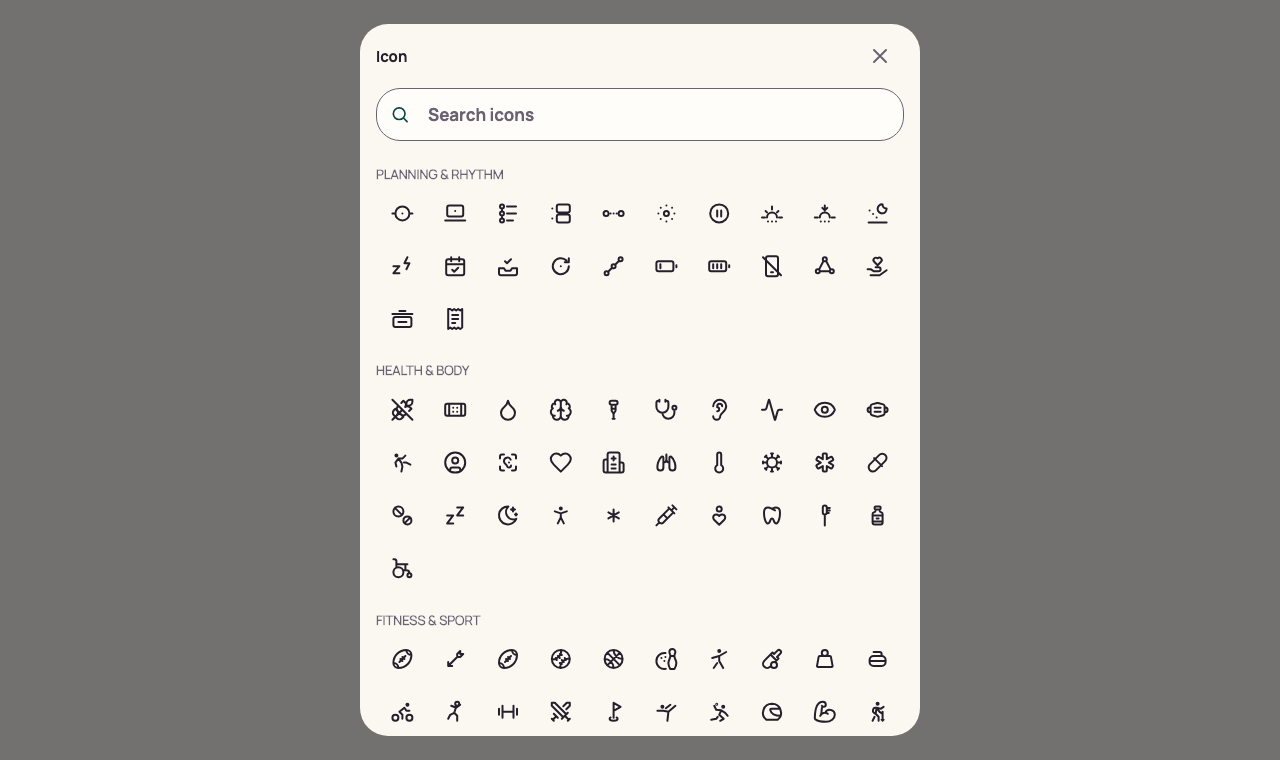 Icon
Search icons
PLANNING & RHYTHM
HEALTH & BODY
FITNESS & SPORT